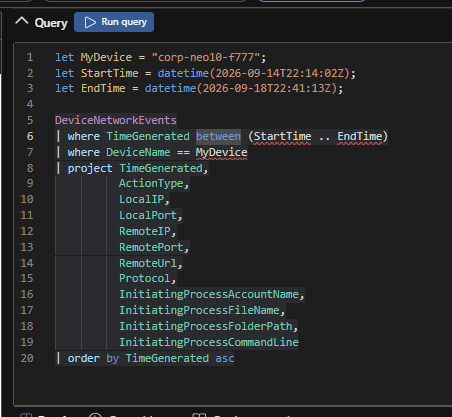 Query
Run query
1 let MyDevice = "corp-neo10-f777";
2 let StartTime = datetime(2026-09-14T22:14:02Z);
3 let EndTime = datetime(2026-09-18T22:41:13Z);
4
5 DeviceNetworkEvents
6 | where TimeGenerated between (StartTime .. EndTime)
7 | where DeviceName == MyDevice
8 | project TimeGenerated,
9 ActionType,
10 LocalIP,
11 LocalPort,
12 RemoteIP,
13 RemotePort,
14 RemoteUrl,
15 Protocol,
16 InitiatingProcessAccountName,
17 InitiatingProcessFileName,
18 InitiatingProcessFolderPath,
19 InitiatingProcessCommandLine
20 | order by TimeGenerated asc